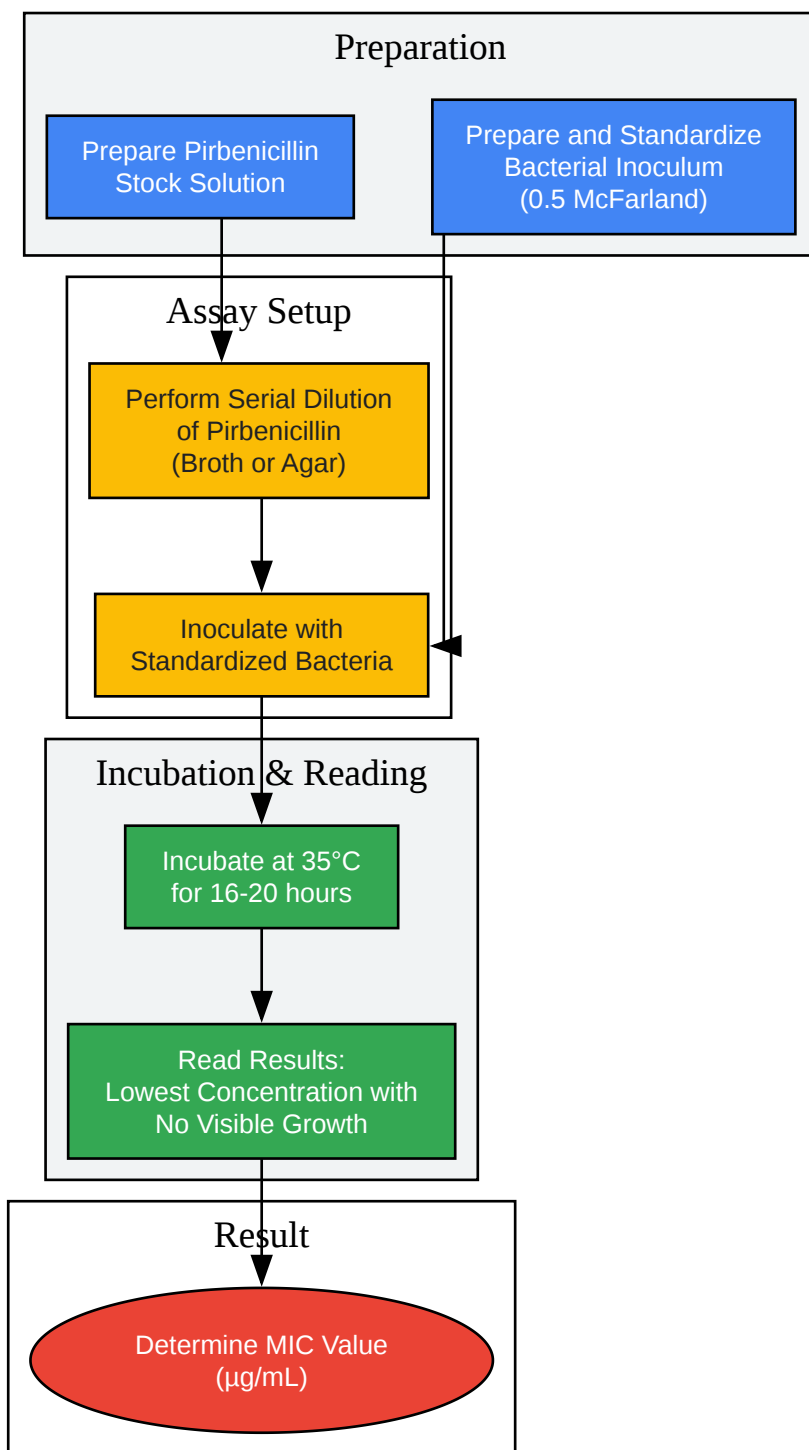 Preparation
Prepare Pirbenicillin
Stock Solution
Prepare and Standardize
Bacterial Inoculum
(0.5 McFarland)
Assay Setup
Perform Serial Dilution
of Pirbenicillin
(Broth or Agar)
Inoculate with
Standardized Bacteria
Incubation & Reading
Incubate at 35°C
for 16-20 hours
Read Results:
Lowest Concentration with
No Visible Growth
Result
Determine MIC Value
(µg/mL)